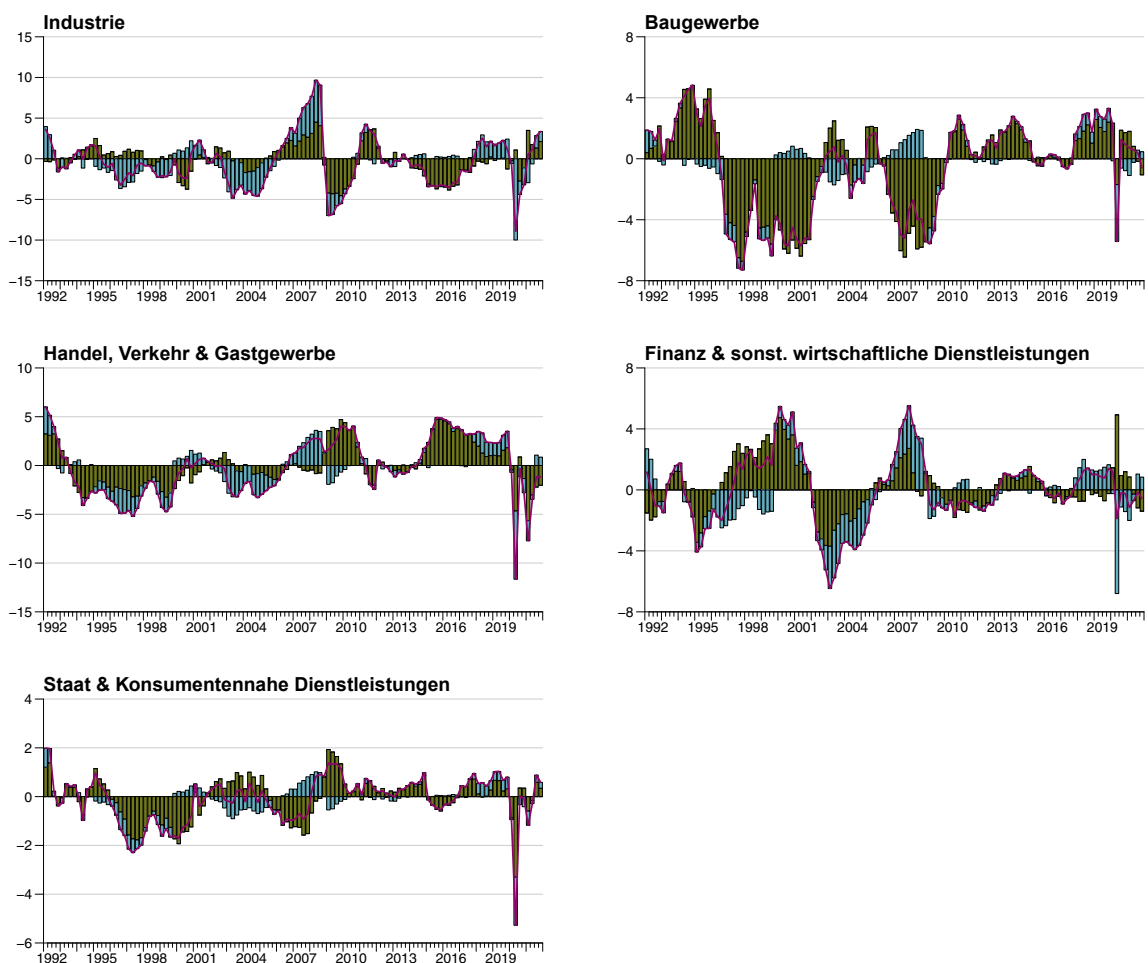 Industrie
15
10
5
0
−5
−10
−15
1992 1995 1998 2001 2004 2007 2010 2013 2016 2019
Baugewerbe
8
4
0
−4
−8
1992 1995 1998 2001 2004 2007 2010 2013 2016 2019
Handel, Verkehr & Gastgewerbe
10
5
0
−5
−10
−15
1992 1995 1998 2001 2004 2007 2010 2013 2016 2019
Finanz & sonst. wirtschaftliche Dienstleistungen
8
4
0
−4
−8
1992 1995 1998 2001 2004 2007 2010 2013 2016 2019
Staat & Konsumentennahe Dienstleistungen
4
2
0
−2
−4
−6
1992 1995 1998 2001 2004 2007 2010 2013 2016 2019